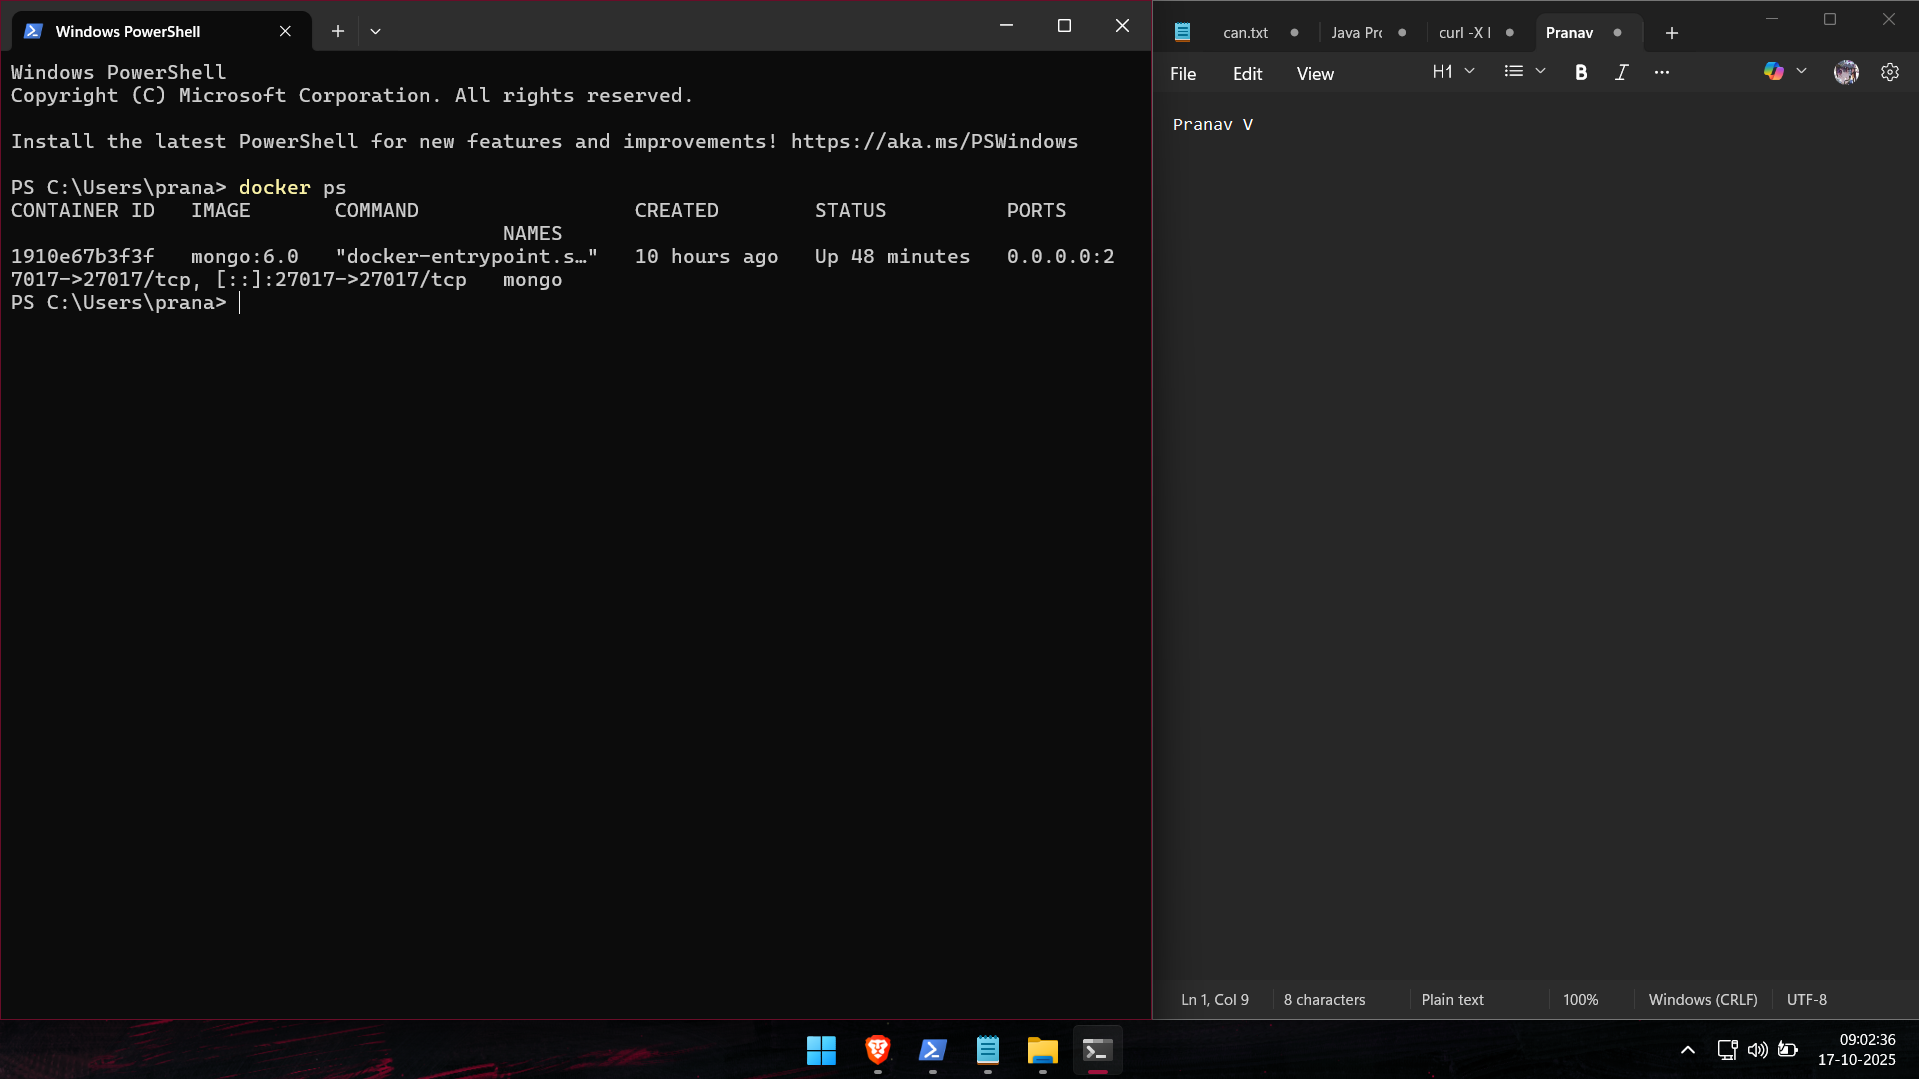 Windows PowerShell
Windows PowerShell
Copyright (C) Microsoft Corporation. All rights reserved.
Install the latest PowerShell for new features and improvements! https://aka.ms/PSWindows
PS C:\Users\prana> docker ps
CONTAINER ID   IMAGE       COMMAND                  CREATED        STATUS          PORTS
NAMES
1910e67b3f3f   mongo:6.0   "docker-entrypoint.s…"   10 hours ago   Up 48 minutes   0.0.0.0:2
7017->27017/tcp, [::]:27017->27017/tcp   mongo
PS C:\Users\prana>
can.txt
Java Prc
curl -X I
Pranav
File Edit View H1 B I
Pranav V
Ln 1, Col 9
8 characters
Plain text
100%
Windows (CRLF)
UTF-8
09:02:36
17-10-2025